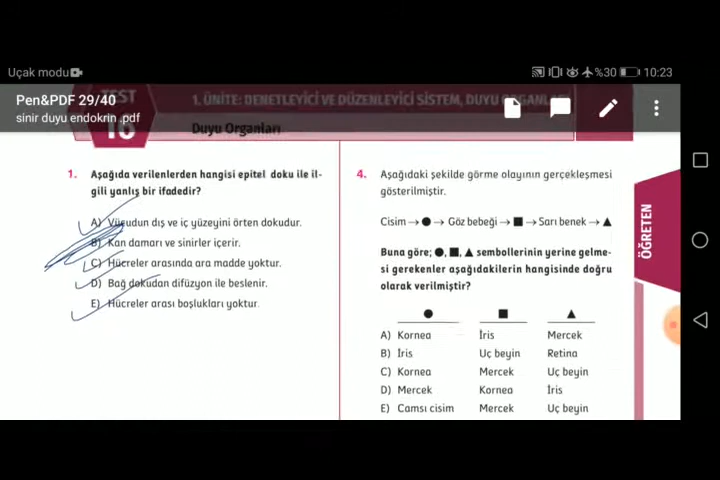 Uçak modu
%30
10:23
Pen&PDF 29/40
sinir duyu endokrin .pdf
TEST
16
1. ÜNİTE: DENETLEYİCİ VE DÜZENLEYİCİ SİSTEM, DUYU ORGANLARI
Duyu Organları
1. Aşağıda verilenlerden hangisi epitel doku ile il-
gili yanlış bir ifadedir?
A) Vücudun dış ve iç yüzeyini örten dokudur.
B) Kan damarı ve sinirler içerir.
C) Hücreler arasında ara madde yoktur.
D) Bağ dokudan difüzyon ile beslenir.
E) Hücreler arası boşlukları yoktur.
4. Aşağıdaki şekilde görme olayının gerçekleşmesi
gösterilmiştir.
Cisim → ● → Göz bebeği → ■ → Sarı benek → ▲
Buna göre; ●, ■, ▲ sembollerinin yerine gelme-
si gerekenler aşağıdakilerin hangisinde doğru
olarak verilmiştir?
● ■ ▲
A) Kornea İris Mercek
B) İris Uç beyin Retina
C) Kornea Mercek Uç beyin
D) Mercek Kornea İris
E) Camsı cisim Mercek Uç beyin
ÖĞRETEN